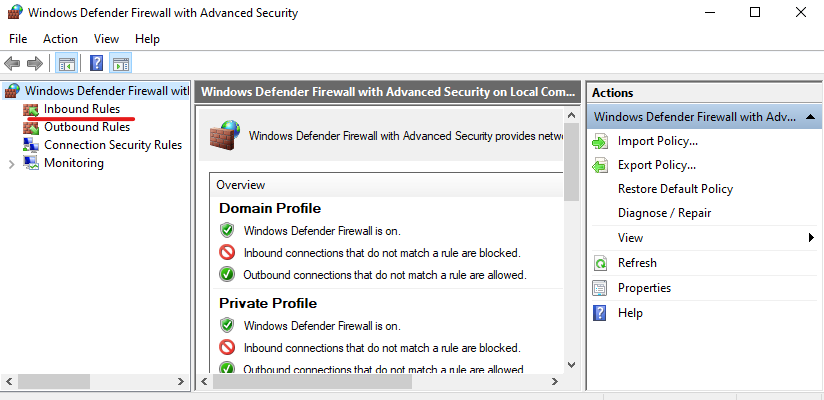 Windows Defender Firewall with Advanced Security
File Action View Help
Windows Defender Firewall with
Inbound Rules
Outbound Rules
Connection Security Rules
Monitoring
Windows Defender Firewall with Advanced Security on Local Com...
Windows Defender Firewall with Advanced Security provides netw
Overview
Domain Profile
Windows Defender Firewall is on.
Inbound connections that do not match a rule are blocked.
Outbound connections that do not match a rule are allowed.
Private Profile
Windows Defender Firewall is on.
Inbound connections that do not match a rule are blocked.
Outbound connections that do not match a rule are allowed.
Actions
Windows Defender Firewall with Adv...
Import Policy...
Export Policy...
Restore Default Policy
Diagnose / Repair
View
Refresh
Properties
Help